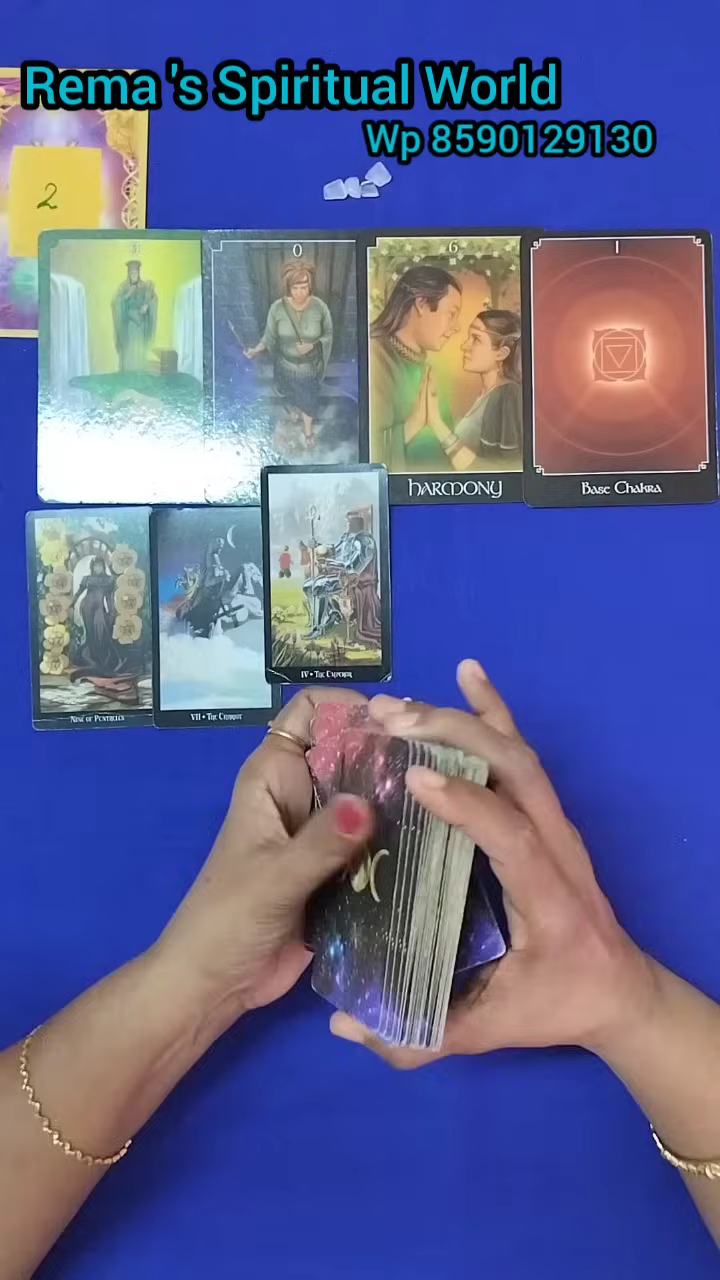 Rema 's Spiritual World
Wp 8590129130
2
0
6
1
HARMONY
Base Chakra
Nine of Pentacles
VII • The Chariot
IV • The Emperor